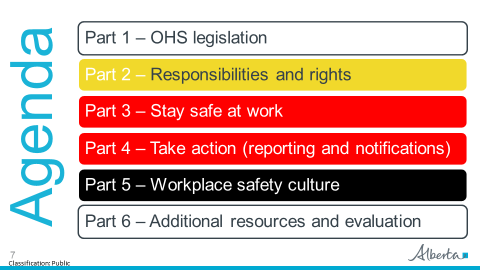 Agenda
Part 1 – OHS legislation
Part 2 – Responsibilities and rights
Part 3 – Stay safe at work
Part 4 – Take action (reporting and notifications)
Part 5 – Workplace safety culture
Part 6 – Additional resources and evaluation
7
Classification: Public
Alberta